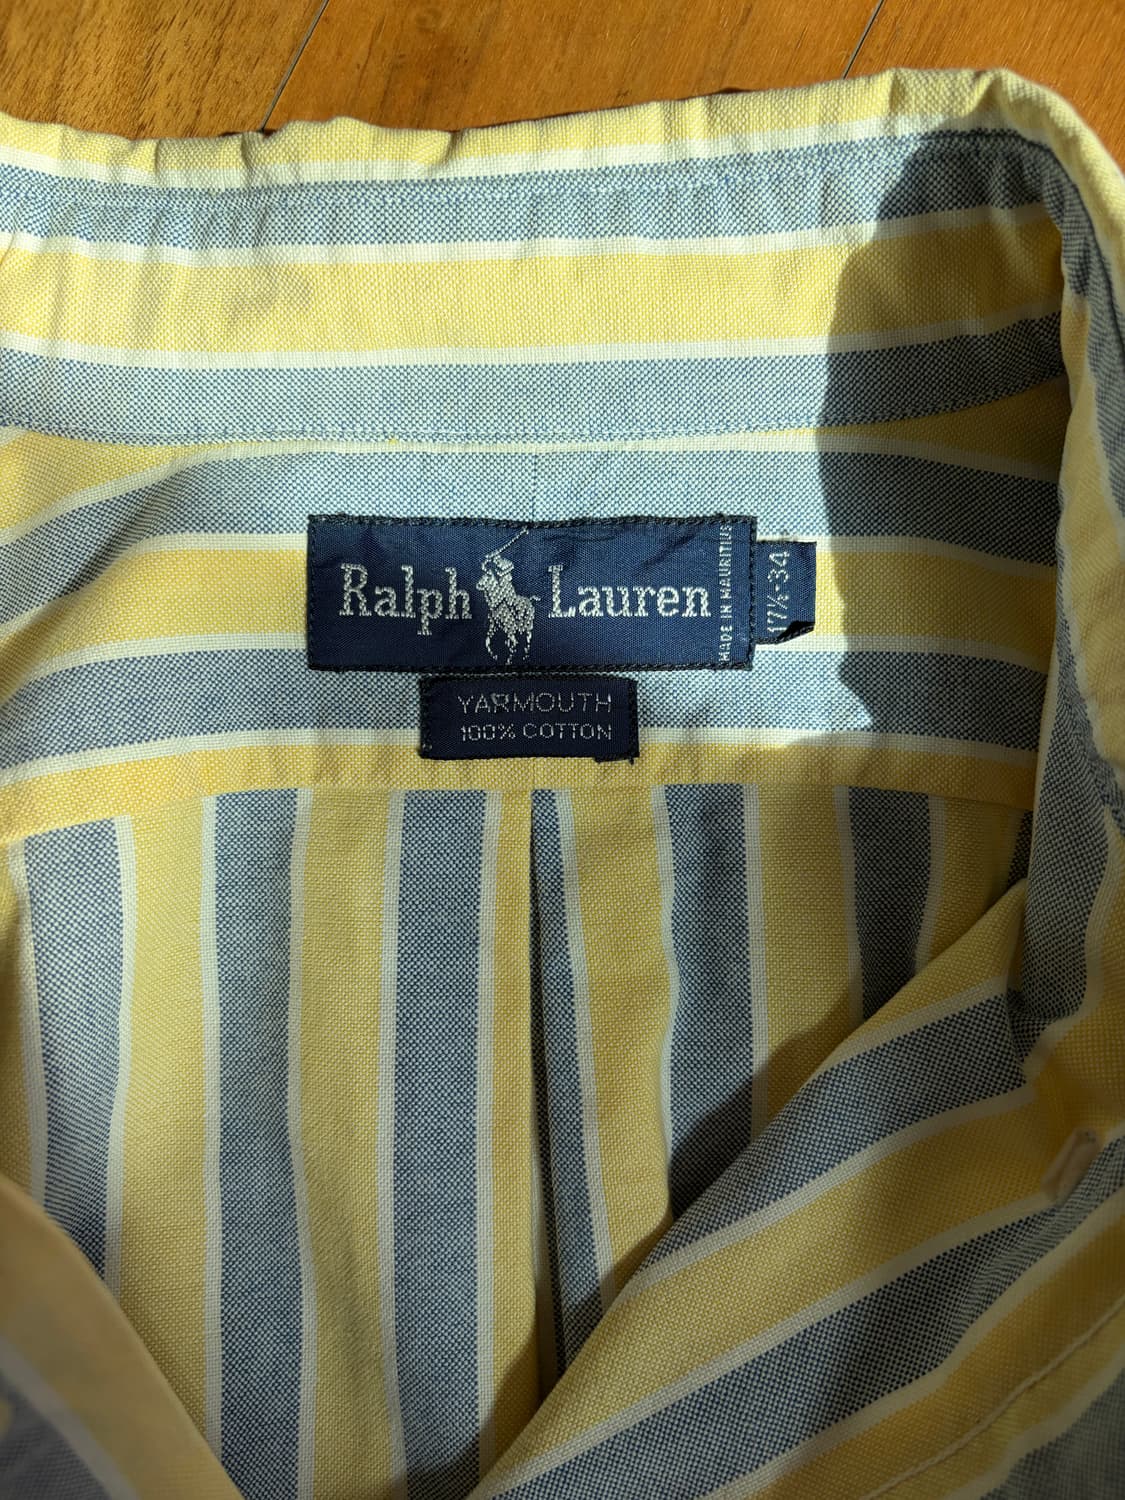 Ralph Lauren
MADE IN MAURITIUS
17½-34
YARMOUTH
100% COTTON